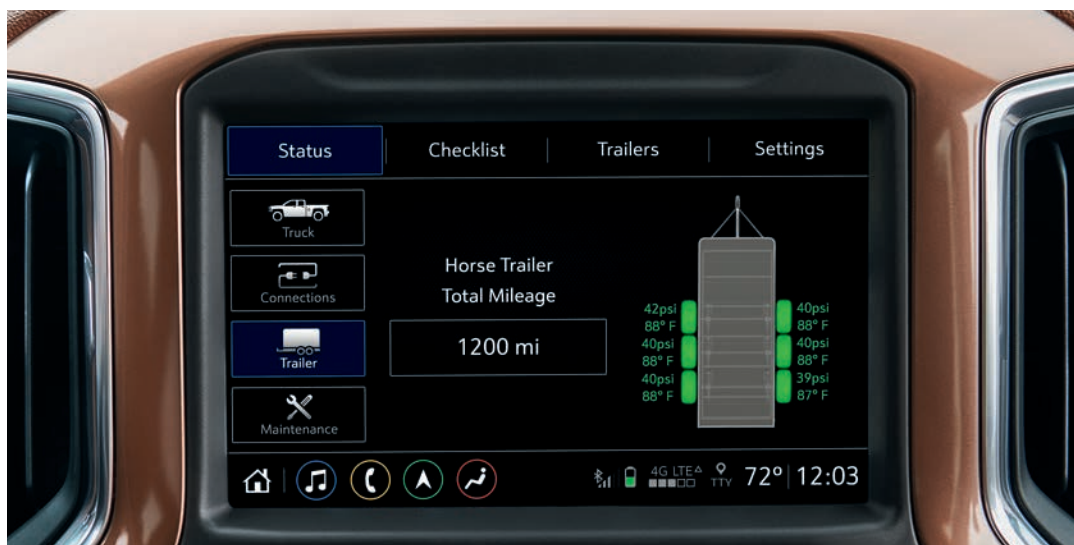 Status
Checklist
Trailers
Settings
Truck
Connections
Trailer
Maintenance
Horse Trailer
Total Mileage
1200 mi
42psi
88° F
40psi
88° F
40psi
88° F
40psi
88° F
40psi
88° F
39psi
87° F
4G LTE
TTY
72°
12:03